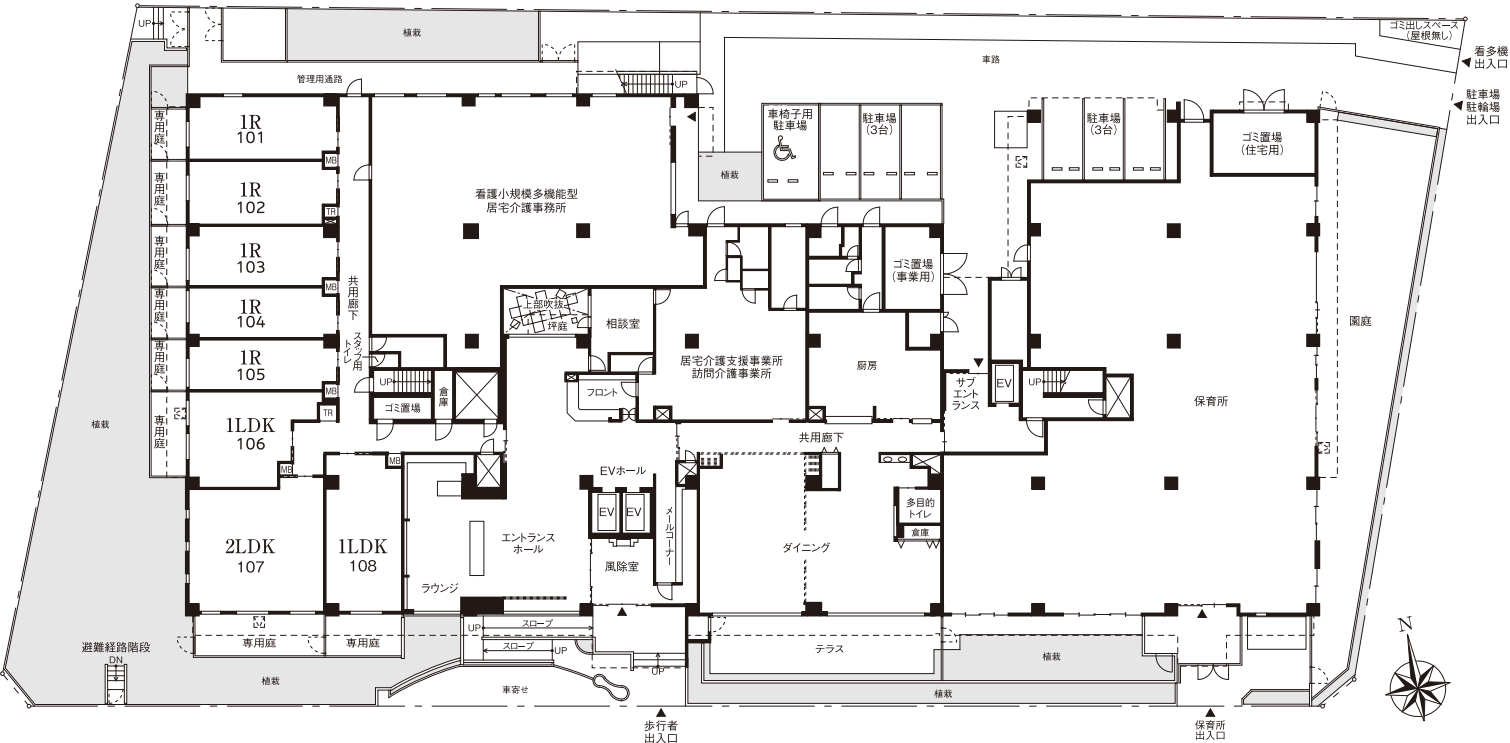 UP
植栽
ゴミ出しスペース
(屋根無し)
看多機
出入口
車路
管理用通路
UP
駐車場
駐輪場
出入口
専用庭
1R
101
MB
車椅子用
駐車場
駐車場
(3台)
駐車場
(3台)
ゴミ置場
(住宅用)
専用庭
1R
102
TR
看護小規模多機能型
居宅介護事務所
植栽
専用庭
1R
103
MB
共用廊下
ゴミ置場
(事業用)
専用庭
1R
104
上部吹抜
坪庭
相談室
園庭
専用庭
1R
105
MB
スタッフ用
トイレ
居宅介護支援事業所
訪問介護事業所
厨房
UP
倉庫
ゴミ置場
フロント
サブ
エント
ランス
EV
UP
保育所
TR
植栽
専用庭
1LDK
106
MB
MB
共用廊下
EVホール
EV
EV
メールコーナー
多目的
トイレ
倉庫
2LDK
107
1LDK
108
エントランス
ホール
ダイニング
風除室
ラウンジ
専用庭
専用庭
UP
スロープ
スロープ
UP
テラス
植栽
避難経路階段
DN
植栽
車寄せ
UP
植栽
N
歩行者
出入口
保育所
出入口